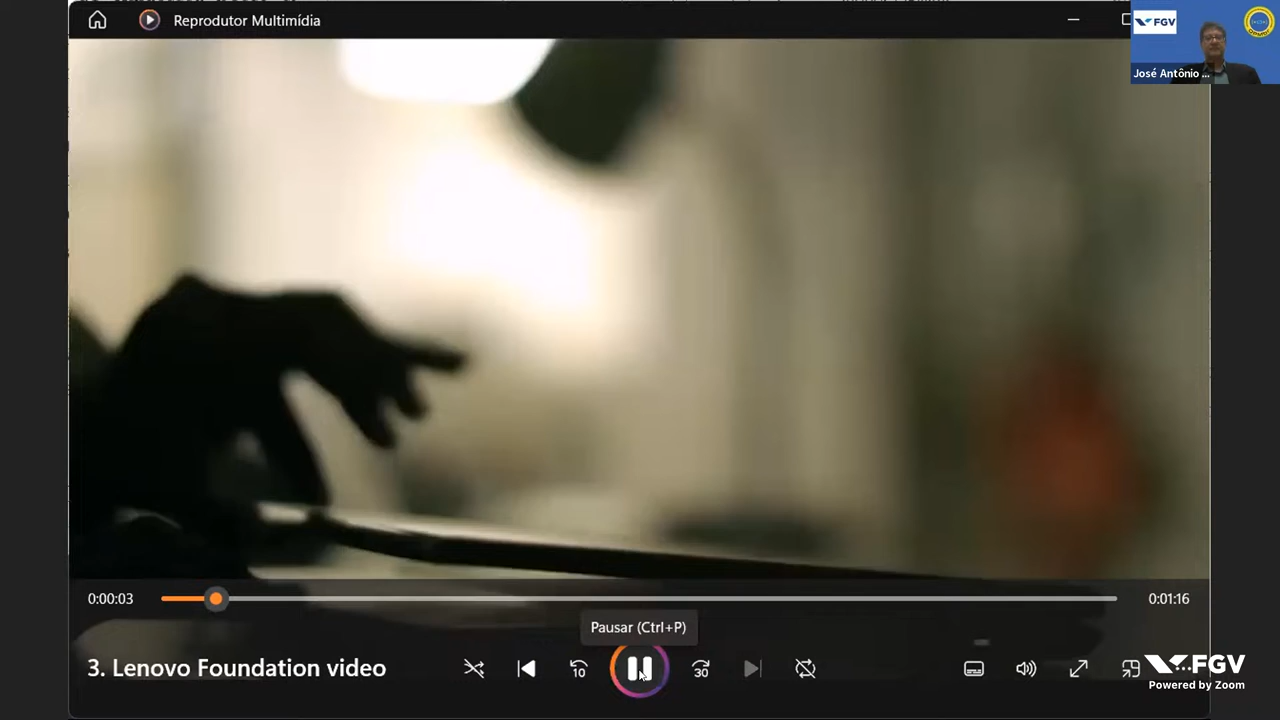 Reprodutor Multimídia
FGV
José Antônio ...
0:00:03
0:01:16
Pausar (Ctrl+P)
3. Lenovo Foundation video
10
30
FGV
Powered by Zoom